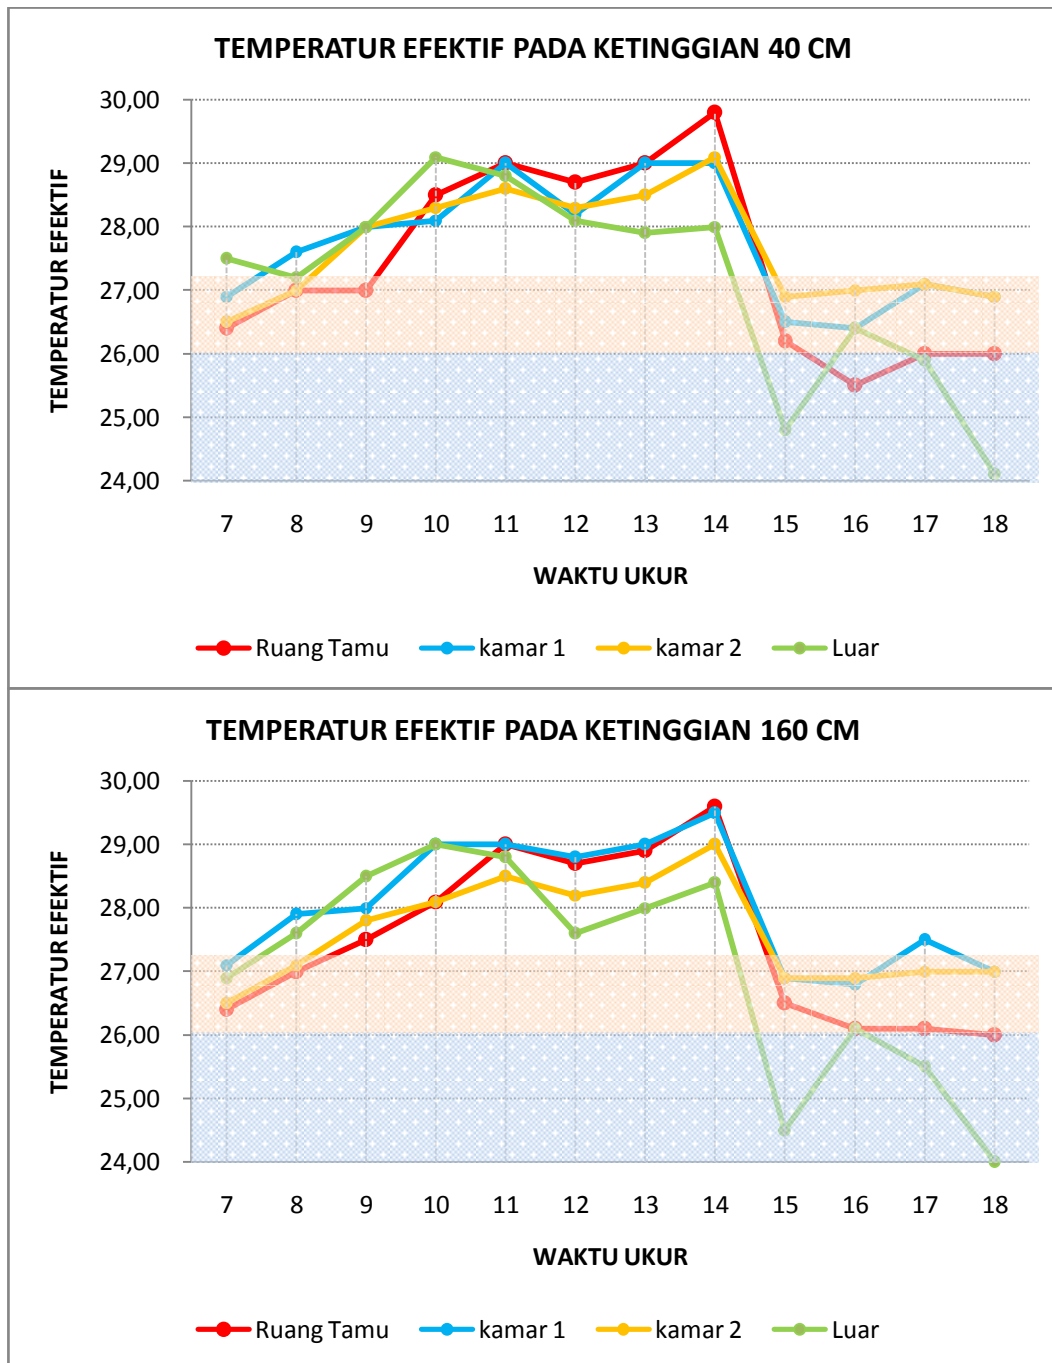 TEMPERATUR EFEKTIF PADA KETINGGIAN 40 CM
TEMPERATUR EFEKTIF
30,00
29,00
28,00
27,00
26,00
25,00
24,00
7 8 9 10 11 12 13 14 15 16 17 18
WAKTU UKUR
Ruang Tamu kamar 1 kamar 2 Luar
TEMPERATUR EFEKTIF PADA KETINGGIAN 160 CM
TEMPERATUR EFEKTIF
30,00
29,00
28,00
27,00
26,00
25,00
24,00
7 8 9 10 11 12 13 14 15 16 17 18
WAKTU UKUR
Ruang Tamu kamar 1 kamar 2 Luar